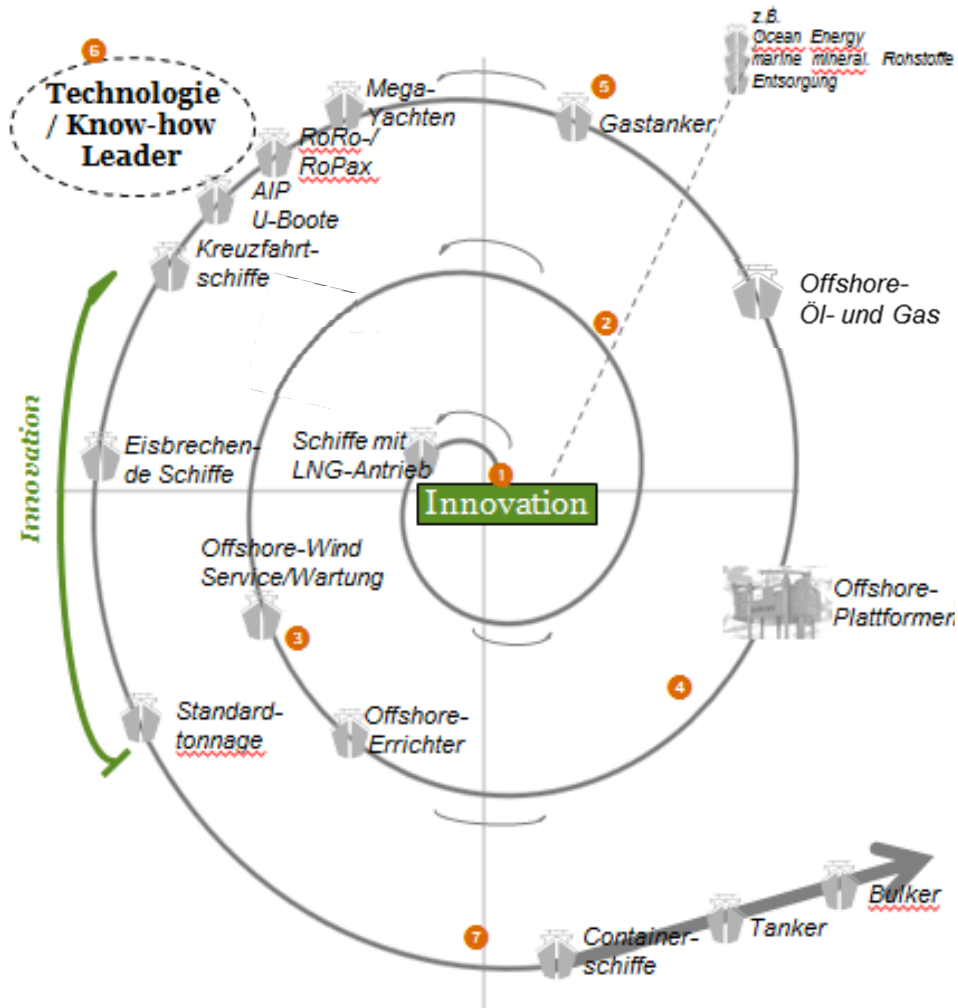 z.B.
Ocean Energy
marine mineral. Rohstoffe
Entsorgung
6
Technologie
/ Know-how
Leader
Mega-
Yachten
5
Gastanker
RoRo-/
RoPax
AIP
U-Boote
Kreuzfahrt-
schiffe
Offshore-
Öl- und Gas
2
Innovation
Eisbrechen-
de Schiffe
Schiffe mit
LNG-Antrieb
1
Innovation
Offshore-Wind
Service/Wartung
3
Offshore-
Plattformen
4
Standard-
tonnage
Offshore-
Errichter
7
Container-
schiffe
Tanker
Bulker